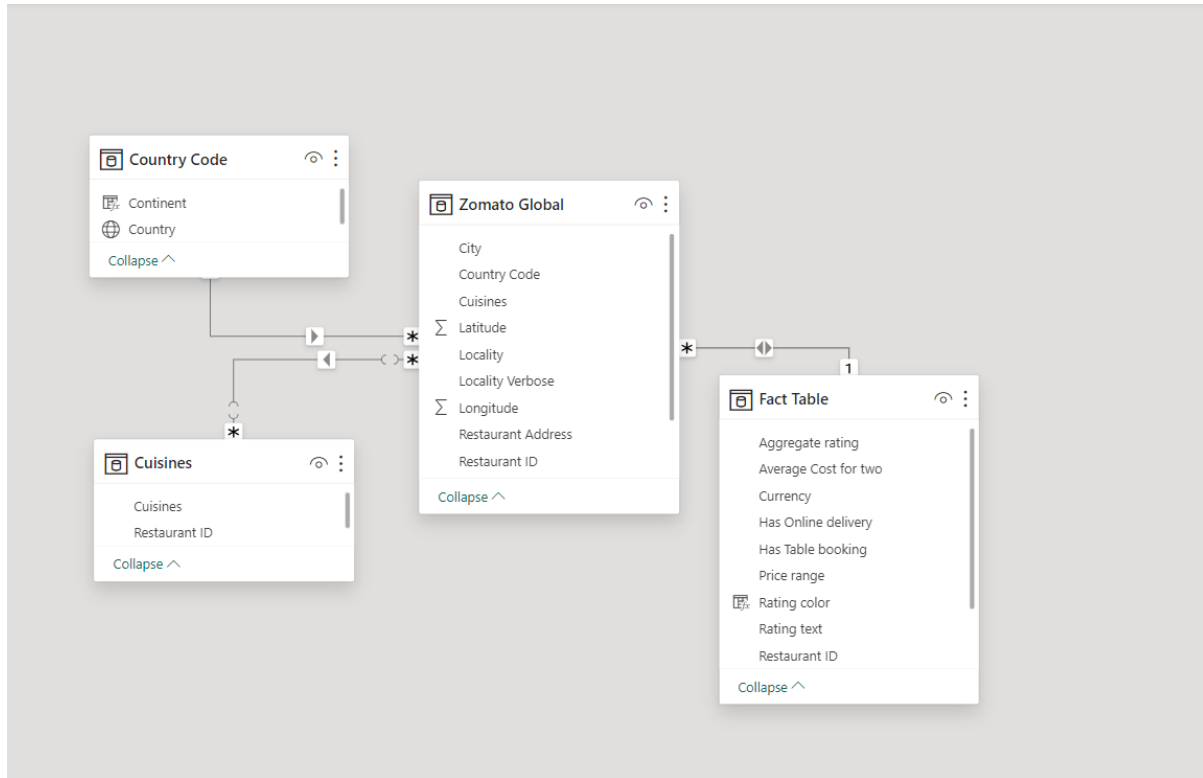 Country Code
Continent
Country
Collapse
Zomato Global
City
Country Code
Cuisines
Latitude
Locality
Locality Verbose
Longitude
Restaurant Address
Restaurant ID
Collapse
*
*
*
*
1
Cuisines
Cuisines
Restaurant ID
Collapse
Fact Table
Aggregate rating
Average Cost for two
Currency
Has Online delivery
Has Table booking
Price range
Rating color
Rating text
Restaurant ID
Collapse